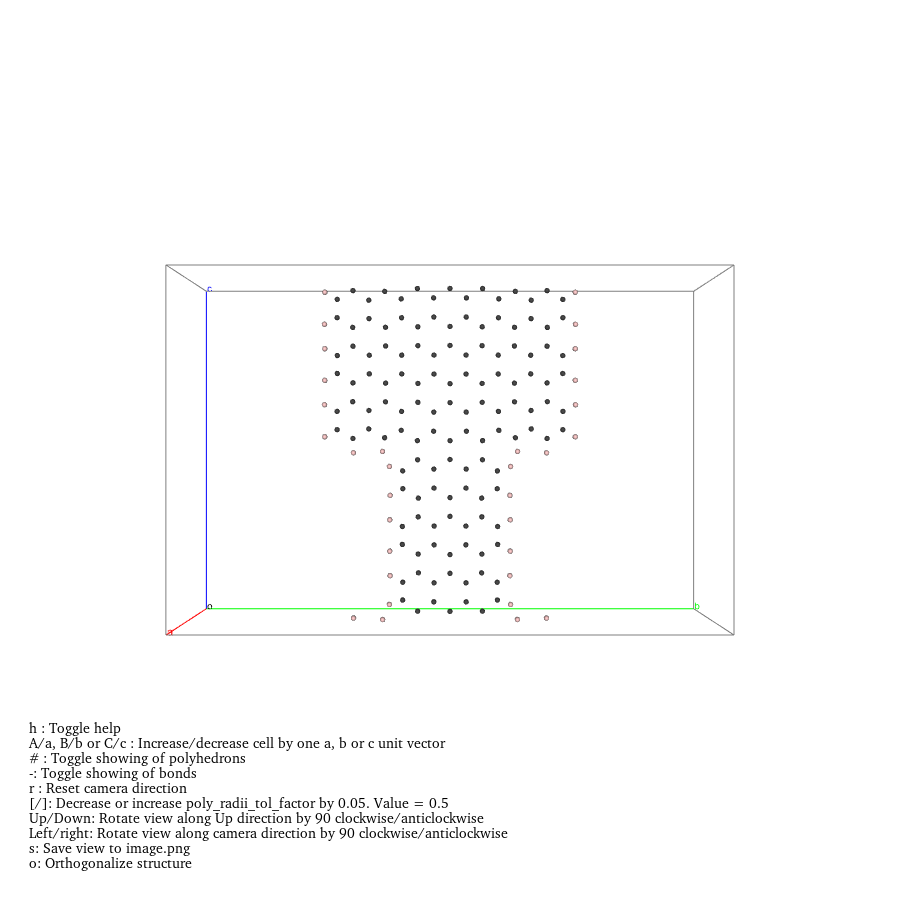 c
o
b
a
h : Toggle help
A/a, B/b or C/c : Increase/decrease cell by one a, b or c unit vector
# : Toggle showing of polyhedrons
-: Toggle showing of bonds
r : Reset camera direction
[/]: Decrease or increase poly_radii_tol_factor by 0.05. Value = 0.5
Up/Down: Rotate view along Up direction by 90 clockwise/anticlockwise
Left/right: Rotate view along camera direction by 90 clockwise/anticlockwise
s: Save view to image.png
o: Orthogonalize structure